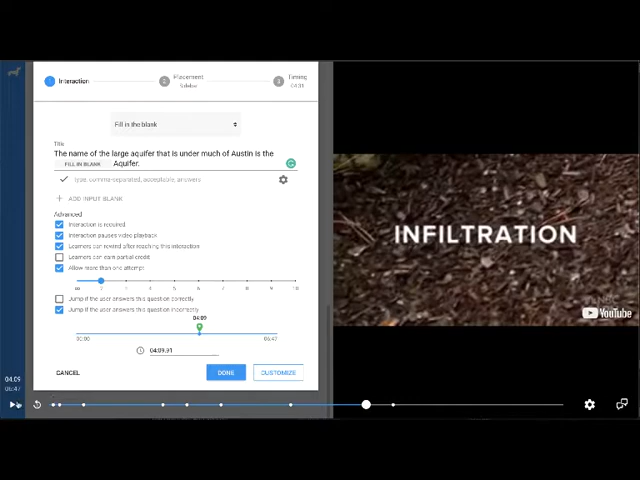 Interaction
2
Placement
Sidebar
3
Timing
04:31
Fill in the blank
Title
The name of the large aquifer that is under much of Austin is the
FILL IN BLANK Aquifer.
type, comma-separated, acceptable, answers
ADD INPUT BLANK
Advanced
Interaction is required
Interaction pauses video playback
Learners can rewind after reaching this interaction
Learners can earn partial credit
Allow more than one attempt
Jump if the user answers this question correctly
Jump if the user answers this question incorrectly
04:09
00:00
06:47
04:09.91
CANCEL
DONE
CUSTOMIZE
04:09
06:47
INFILTRATION
YouTube